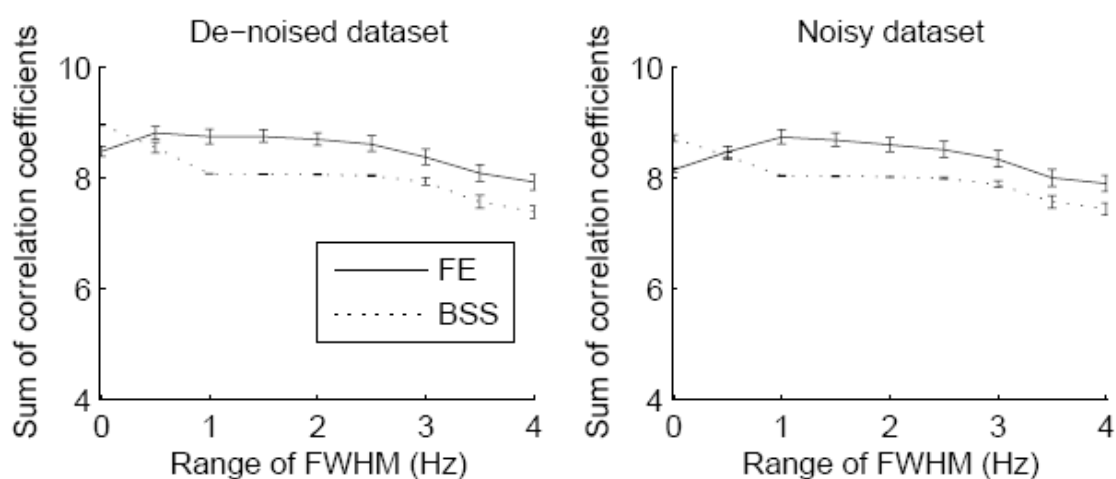 De-noised dataset
Sum of correlation coefficients
10
8
6
4
0 1 2 3 4
Range of FWHM (Hz)
FE
BSS
Noisy dataset
Sum of correlation coefficients
10
8
6
4
0 1 2 3 4
Range of FWHM (Hz)